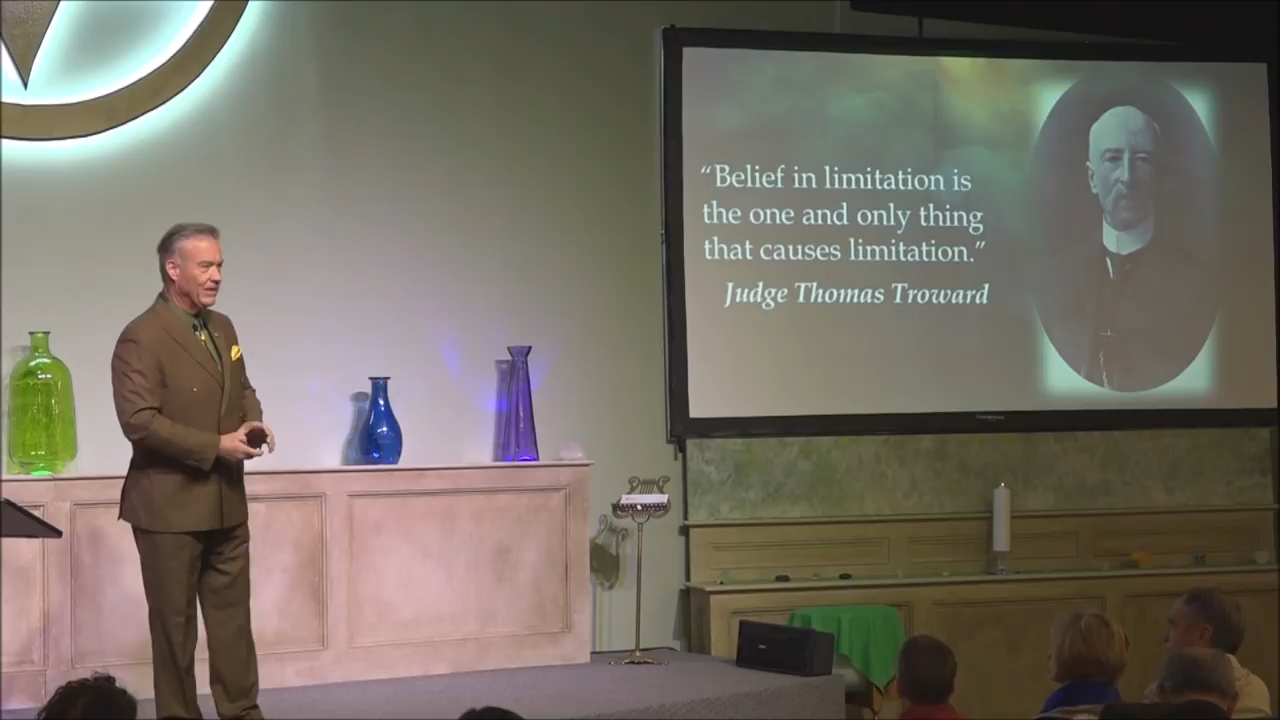 “Belief in limitation is
the one and only thing
that causes limitation.”
Judge Thomas Troward